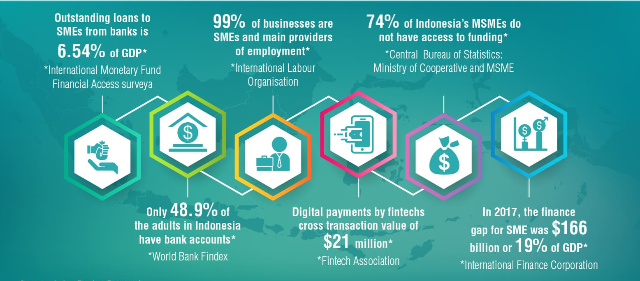 Outstanding loans to
SMEs from banks is
6.54% of GDP*
*International Monetary Fund
Financial Access surveya
99% of businesses are
SMEs and main providers
of employment*
*International Labour
Organisation
74% of Indonesia's MSMEs do
not have access to funding*
*Central Bureau of Statistics:
Ministry of Cooperative and MSME
$
$
$
$
Only 48.9% of
the adults in Indonesia
have bank accounts*
*World Bank Findex
Digital payments by fintechs
cross transaction value of
$21 million*
*Fintech Association
In 2017, the finance
gap for SME was $166
billion or 19% of GDP*
*International Finance Corporation